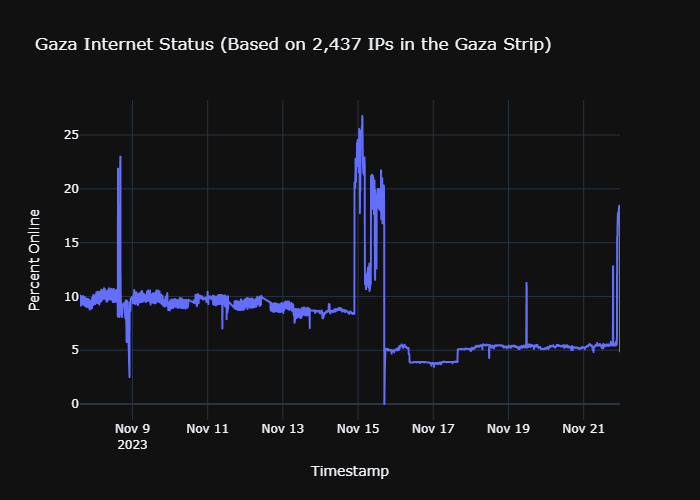 Gaza Internet Status (Based on 2,437 IPs in the Gaza Strip)
25
20
15
10
5
0
Percent Online
Nov 9 Nov 11 Nov 13 Nov 15 Nov 17 Nov 19 Nov 21
2023
Timestamp